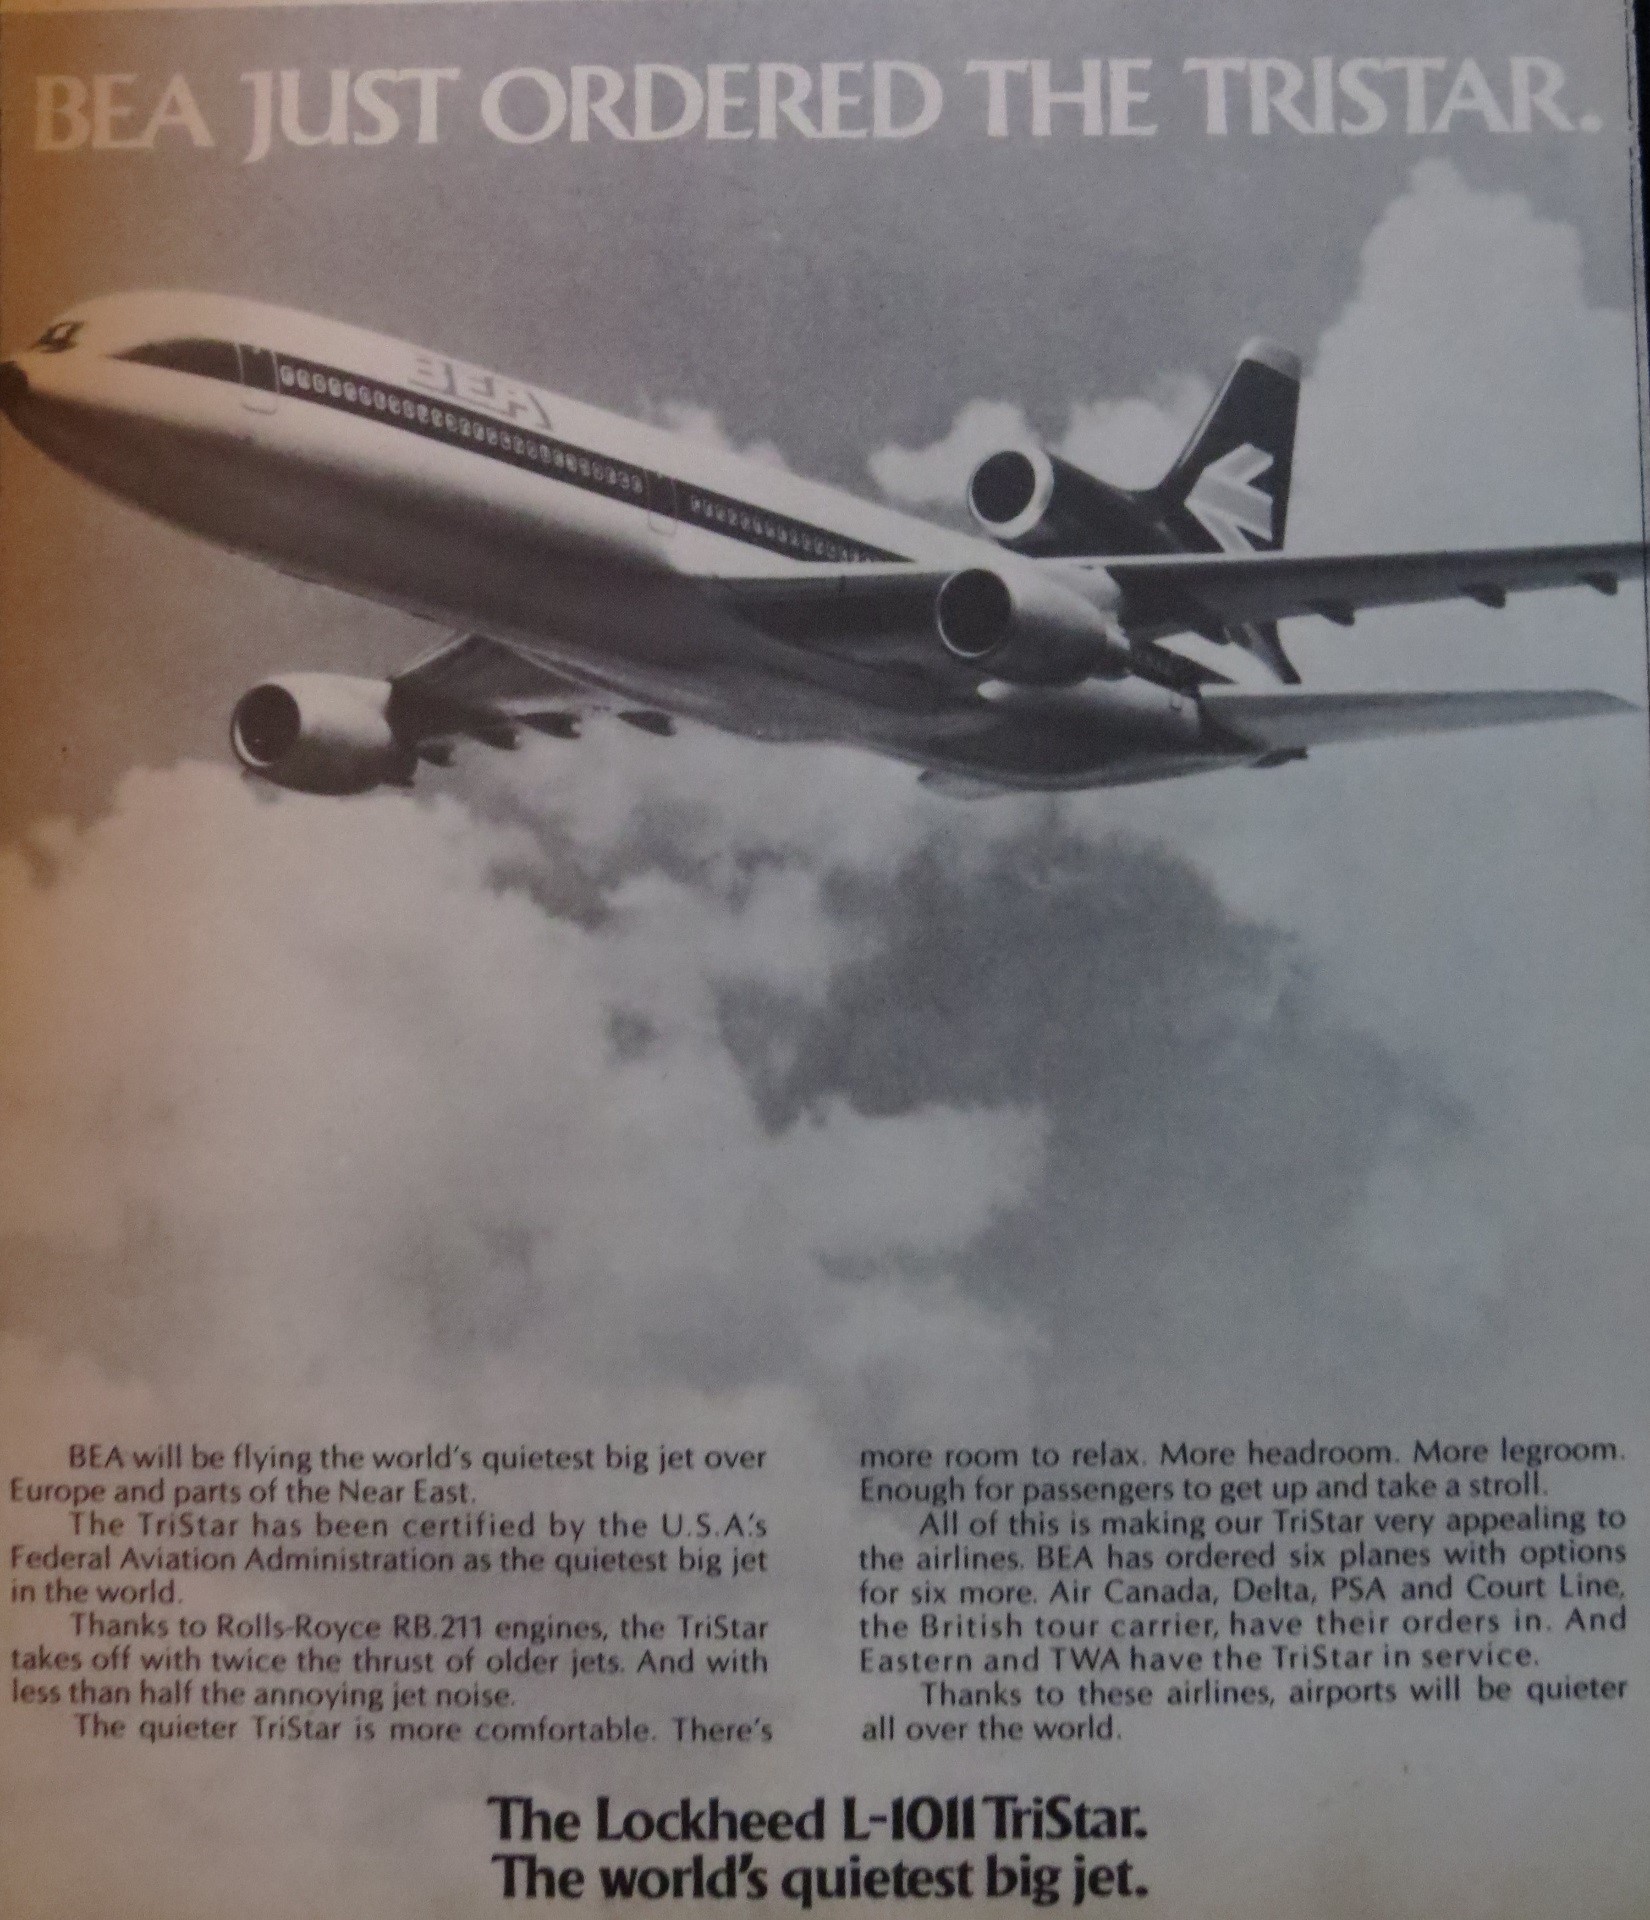 BEA JUST ORDERED THE TRISTAR.
BEA
BEA will be flying the world's quietest big jet over
Europe and parts of the Near East.
The TriStar has been certified by the U.S.A.'s
Federal Aviation Administration as the quietest big jet
in the world.
Thanks to Rolls-Royce RB.211 engines, the TriStar
takes off with twice the thrust of older jets. And with
less than half the annoying jet noise.
The quieter TriStar is more comfortable. There's
more room to relax. More headroom. More legroom.
Enough for passengers to get up and take a stroll.
All of this is making our TriStar very appealing to
the airlines. BEA has ordered six planes with options
for six more. Air Canada, Delta, PSA and Court Line,
the British tour carrier, have their orders in. And
Eastern and TWA have the TriStar in service.
Thanks to these airlines, airports will be quieter
all over the world.
The Lockheed L-1011 TriStar.
The world's quietest big jet.